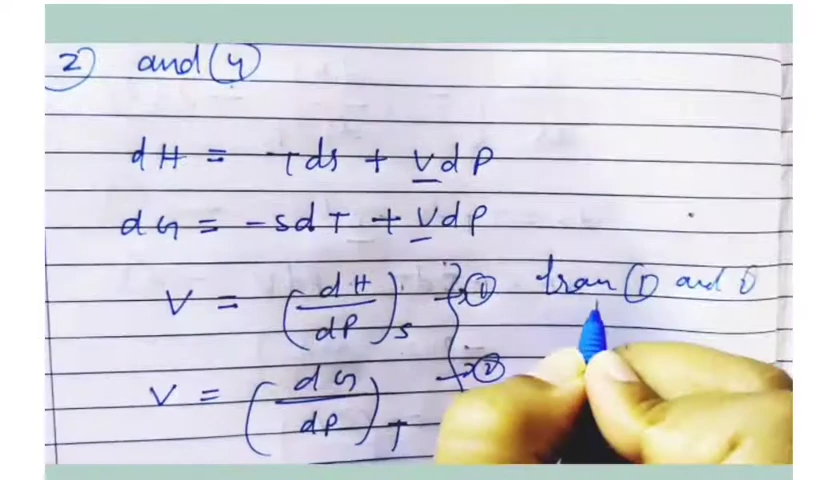 2) and (4)
dH = Tds + VdP
dG = -SdT + VdP
V = (dH/dP)s → ① from ① and ②
V = (dG/dP)T → ②